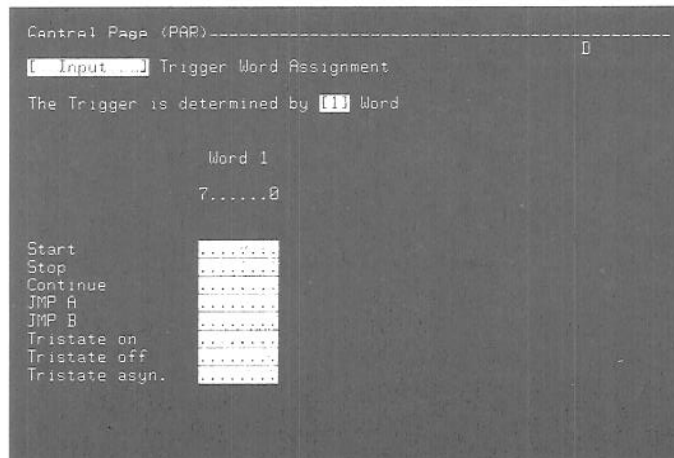 Control Page (PAR)--------------------------------------------------
D
[ Input ...] Trigger Word Assignment
The Trigger is determined by [1] Word
Word 1
7......0
Start ........
Stop ........
Continue ........
JMP A ........
JMP B ........
Tristate on ........
Tristate off ........
Tristate asyn. ........